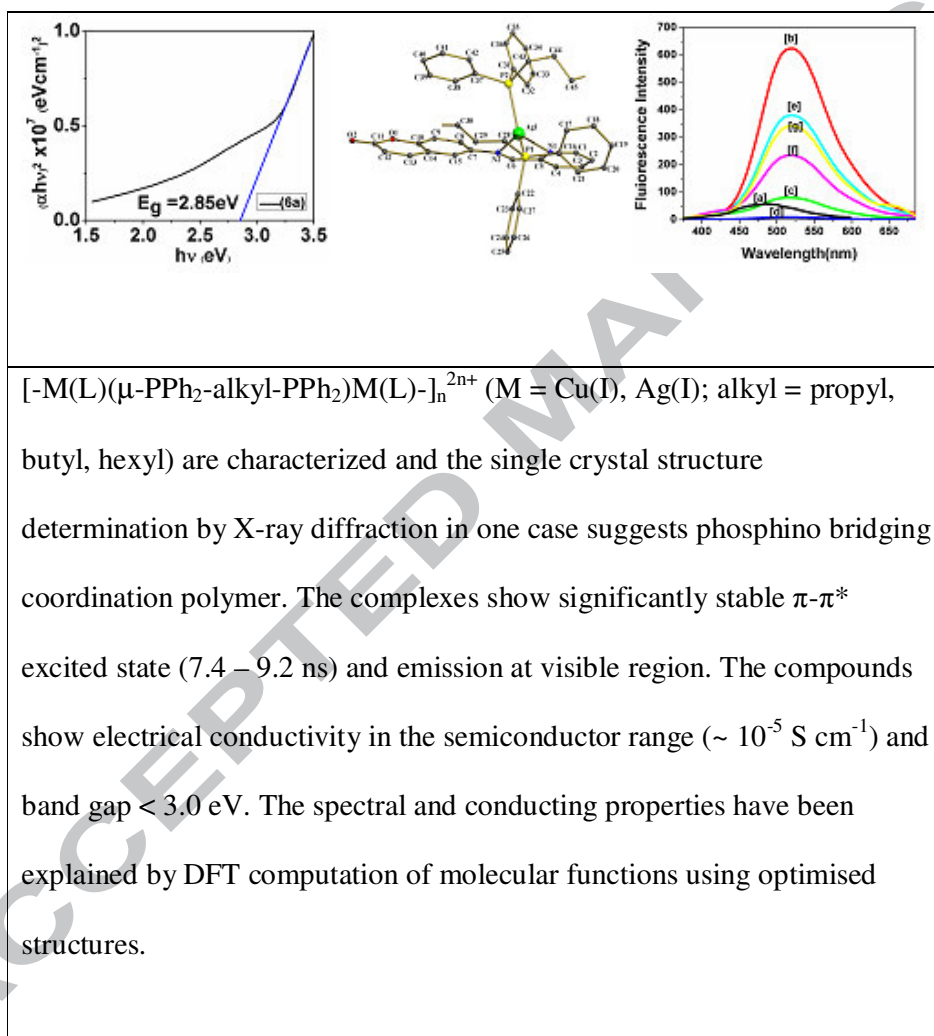 1.0
0.5
0.0
(αhν)² x10⁷ (eVcm⁻¹)²
Eg =2.85eV
(6a)
1.5 2.0 2.5 3.0 3.5
hν (eV)
700
600
500
400
300
200
100
0
Fluiorescence Intensity
[b]
[e]
[g]
[f]
[c]
[a]
[d]
400 450 500 550 600 650
Wavelength(nm)
[-M(L)(μ-PPh₂-alkyl-PPh₂)M(L)-]ₙ²ⁿ⁺ (M = Cu(I), Ag(I); alkyl = propyl,
butyl, hexyl) are characterized and the single crystal structure
determination by X-ray diffraction in one case suggests phosphino bridging
coordination polymer. The complexes show significantly stable π-π*
excited state (7.4 – 9.2 ns) and emission at visible region. The compounds
show electrical conductivity in the semiconductor range (~ 10⁻⁵ S cm⁻¹) and
band gap < 3.0 eV. The spectral and conducting properties have been
explained by DFT computation of molecular functions using optimised
structures.
ACCEPTED